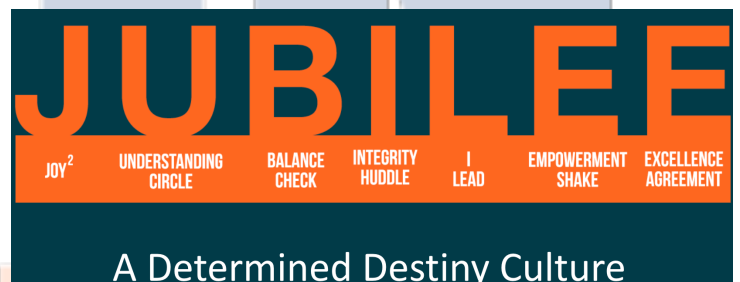 JUBILEE
JOY²
UNDERSTANDING
CIRCLE
BALANCE
CHECK
INTEGRITY
HUDDLE
I
LEAD
EMPOWERMENT
SHAKE
EXCELLENCE
AGREEMENT
A Determined Destiny Culture